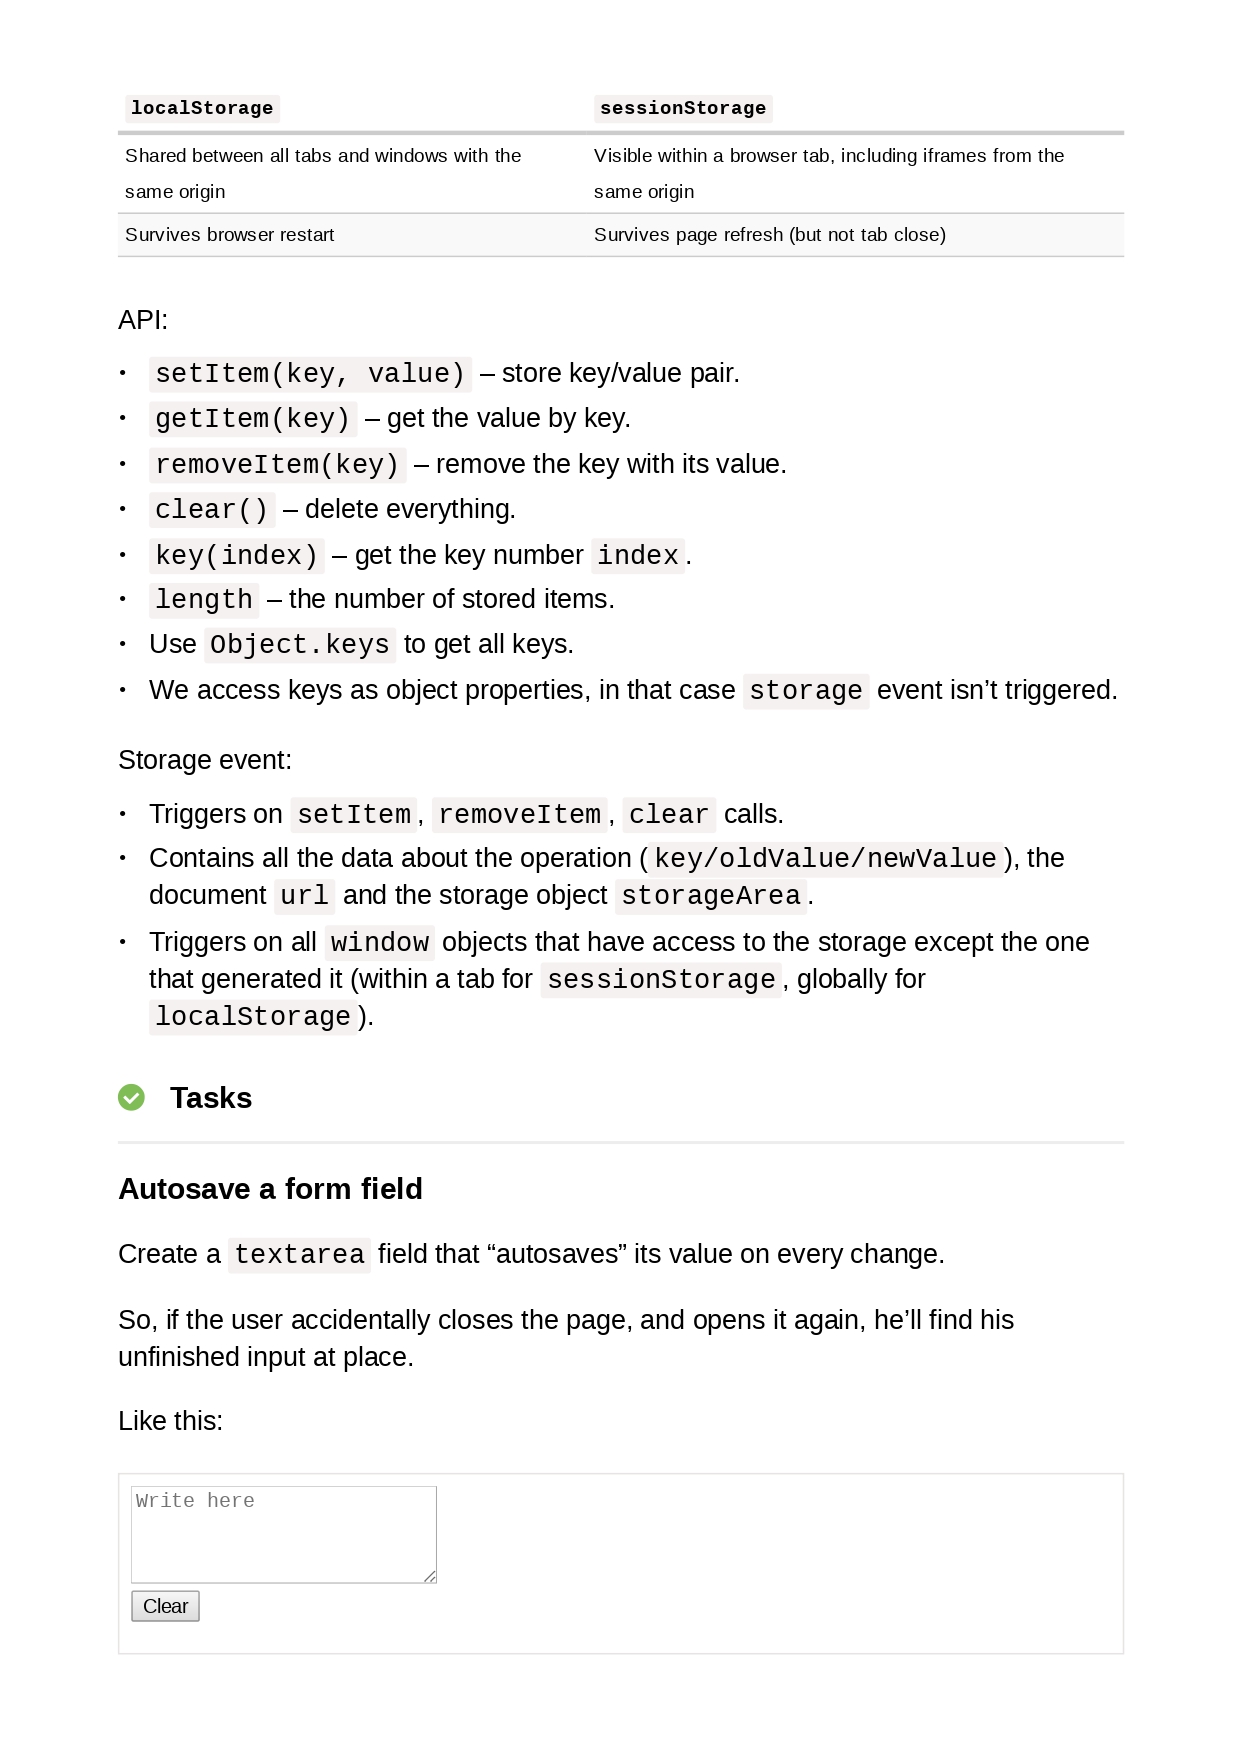 localStorage sessionStorage
Shared between all tabs and windows with the Visible within a browser tab, including iframes from the
same origin same origin
Survives browser restart Survives page refresh (but not tab close)
API:
• setItem(key, value) – store key/value pair.
• getItem(key) – get the value by key.
• removeItem(key) – remove the key with its value.
• clear() – delete everything.
• key(index) – get the key number index.
• length – the number of stored items.
• Use Object.keys to get all keys.
• We access keys as object properties, in that case storage event isn’t triggered.
Storage event:
• Triggers on setItem, removeItem, clear calls.
• Contains all the data about the operation (key/oldValue/newValue), the
document url and the storage object storageArea.
• Triggers on all window objects that have access to the storage except the one
that generated it (within a tab for sessionStorage, globally for
localStorage).
Tasks
Autosave a form field
Create a textarea field that “autosaves” its value on every change.
So, if the user accidentally closes the page, and opens it again, he’ll find his
unfinished input at place.
Like this:
Write here
Clear